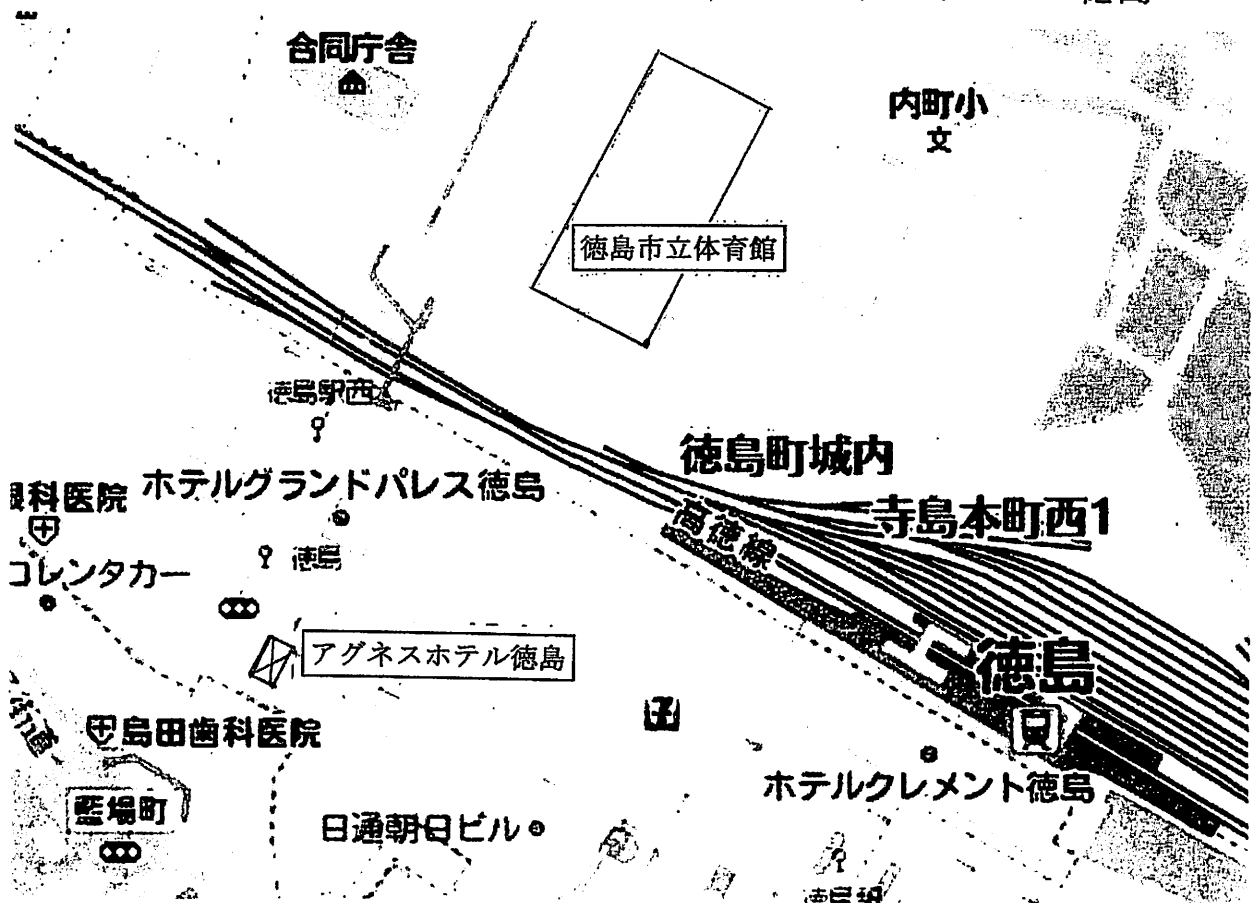 合同庁舎
内町小
文
徳島市立体育館
徳島駅西
徳島町城内
ホテルグランドパレス徳島
眼科医院
寺島本町西1
高徳線
徳島
コレンタカー
アグネスホテル徳島
徳島
島田歯科医院
ホテルクレメント徳島
藍場町
日通朝日ビル
徳島駅